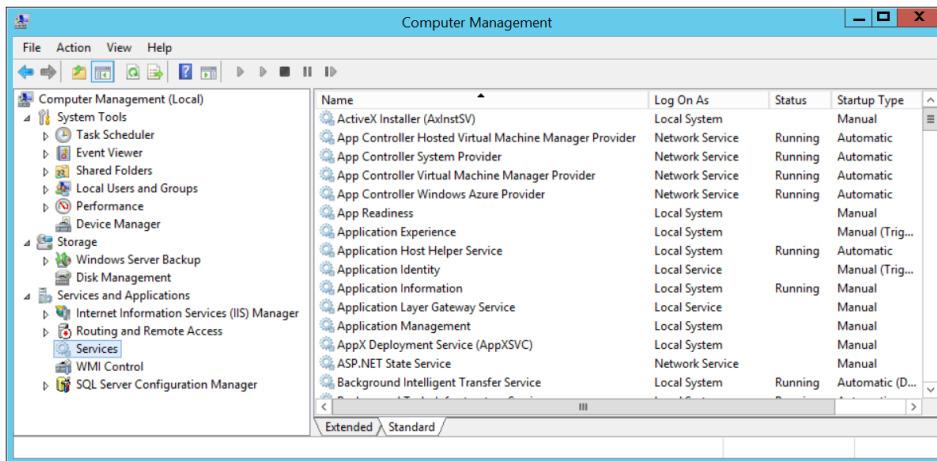 Computer Management
File Action View Help
Computer Management (Local)
System Tools
Task Scheduler
Event Viewer
Shared Folders
Local Users and Groups
Performance
Device Manager
Storage
Windows Server Backup
Disk Management
Services and Applications
Internet Information Services (IIS) Manager
Routing and Remote Access
Services
WMI Control
SQL Server Configuration Manager
Name Log On As Status Startup Type
ActiveX Installer (AxInstSV) Local System Manual
App Controller Hosted Virtual Machine Manager Provider Network Service Running Automatic
App Controller System Provider Network Service Running Automatic
App Controller Virtual Machine Manager Provider Network Service Running Automatic
App Controller Windows Azure Provider Network Service Running Automatic
App Readiness Local System Manual
Application Experience Local System Manual (Trig...
Application Host Helper Service Local System Running Automatic
Application Identity Local Service Manual (Trig...
Application Information Local System Running Manual
Application Layer Gateway Service Local Service Manual
Application Management Local System Manual
AppX Deployment Service (AppXSVC) Local System Manual
ASP.NET State Service Network Service Manual
Background Intelligent Transfer Service Local System Running Automatic (D...
Extended Standard